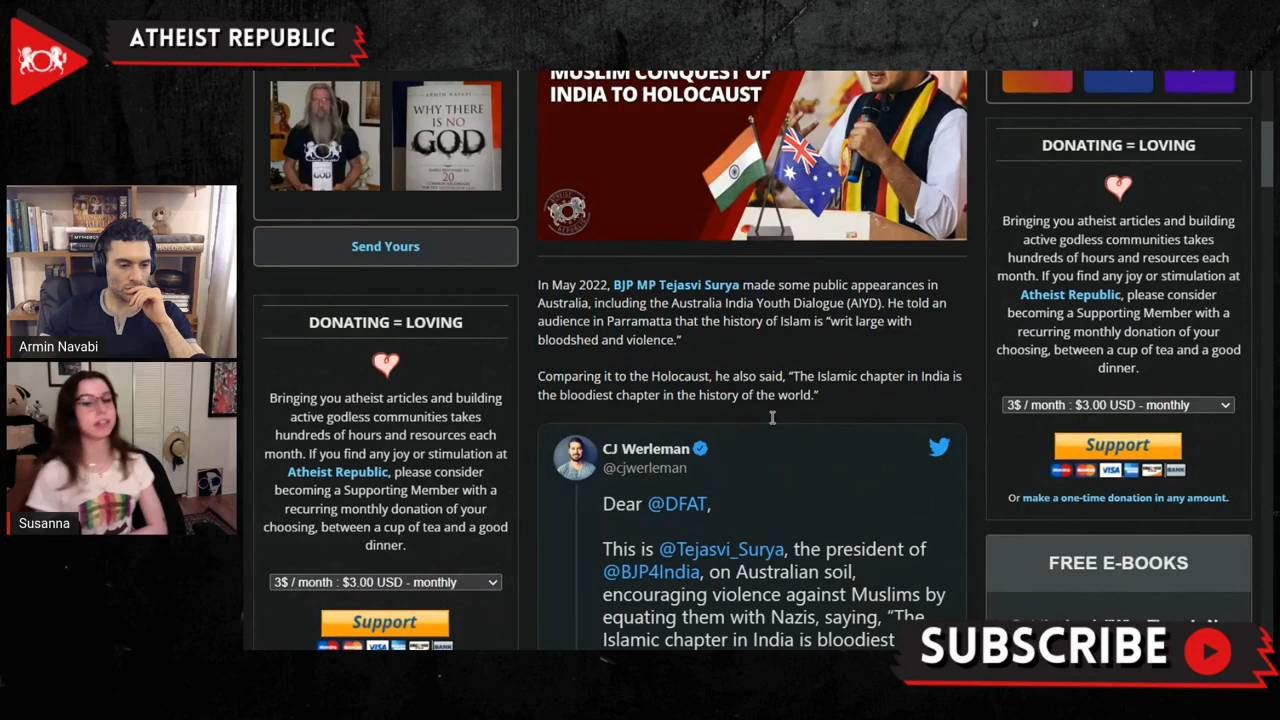 ATHEIST REPUBLIC
Armin Navabi
Susanna
ARMIN NAVABI
WHY THERE
IS NO
GOD
20
Send Yours
DONATING = LOVING
Bringing you atheist articles and building
active godless communities takes
hundreds of hours and resources each
month. If you find any joy or stimulation at
Atheist Republic, please consider
becoming a Supporting Member with a
recurring monthly donation of your
choosing, between a cup of tea and a good
dinner.
3$ / month : $3.00 USD - monthly
Support
VISA
MUSLIM CONQUEST OF
INDIA TO HOLOCAUST
In May 2022, BJP MP Tejasvi Surya made some public appearances in
Australia, including the Australia India Youth Dialogue (AIYD). He told an
audience in Parramatta that the history of Islam is “writ large with
bloodshed and violence.”
Comparing it to the Holocaust, he also said, “The Islamic chapter in India is
the bloodiest chapter in the history of the world.”
CJ Werleman
@cjwerleman
Dear @DFAT,
This is @Tejasvi_Surya, the president of
@BJP4India, on Australian soil,
encouraging violence against Muslims by
equating them with Nazis, saying, “The
Islamic chapter in India is bloodiest
DONATING = LOVING
Bringing you atheist articles and building
active godless communities takes
hundreds of hours and resources each
month. If you find any joy or stimulation at
Atheist Republic, please consider
becoming a Supporting Member with a
recurring monthly donation of your
choosing, between a cup of tea and a good
dinner.
3$ / month : $3.00 USD - monthly
Support
VISA
BANK
Or make a one-time donation in any amount.
FREE E-BOOKS
SUBSCRIBE